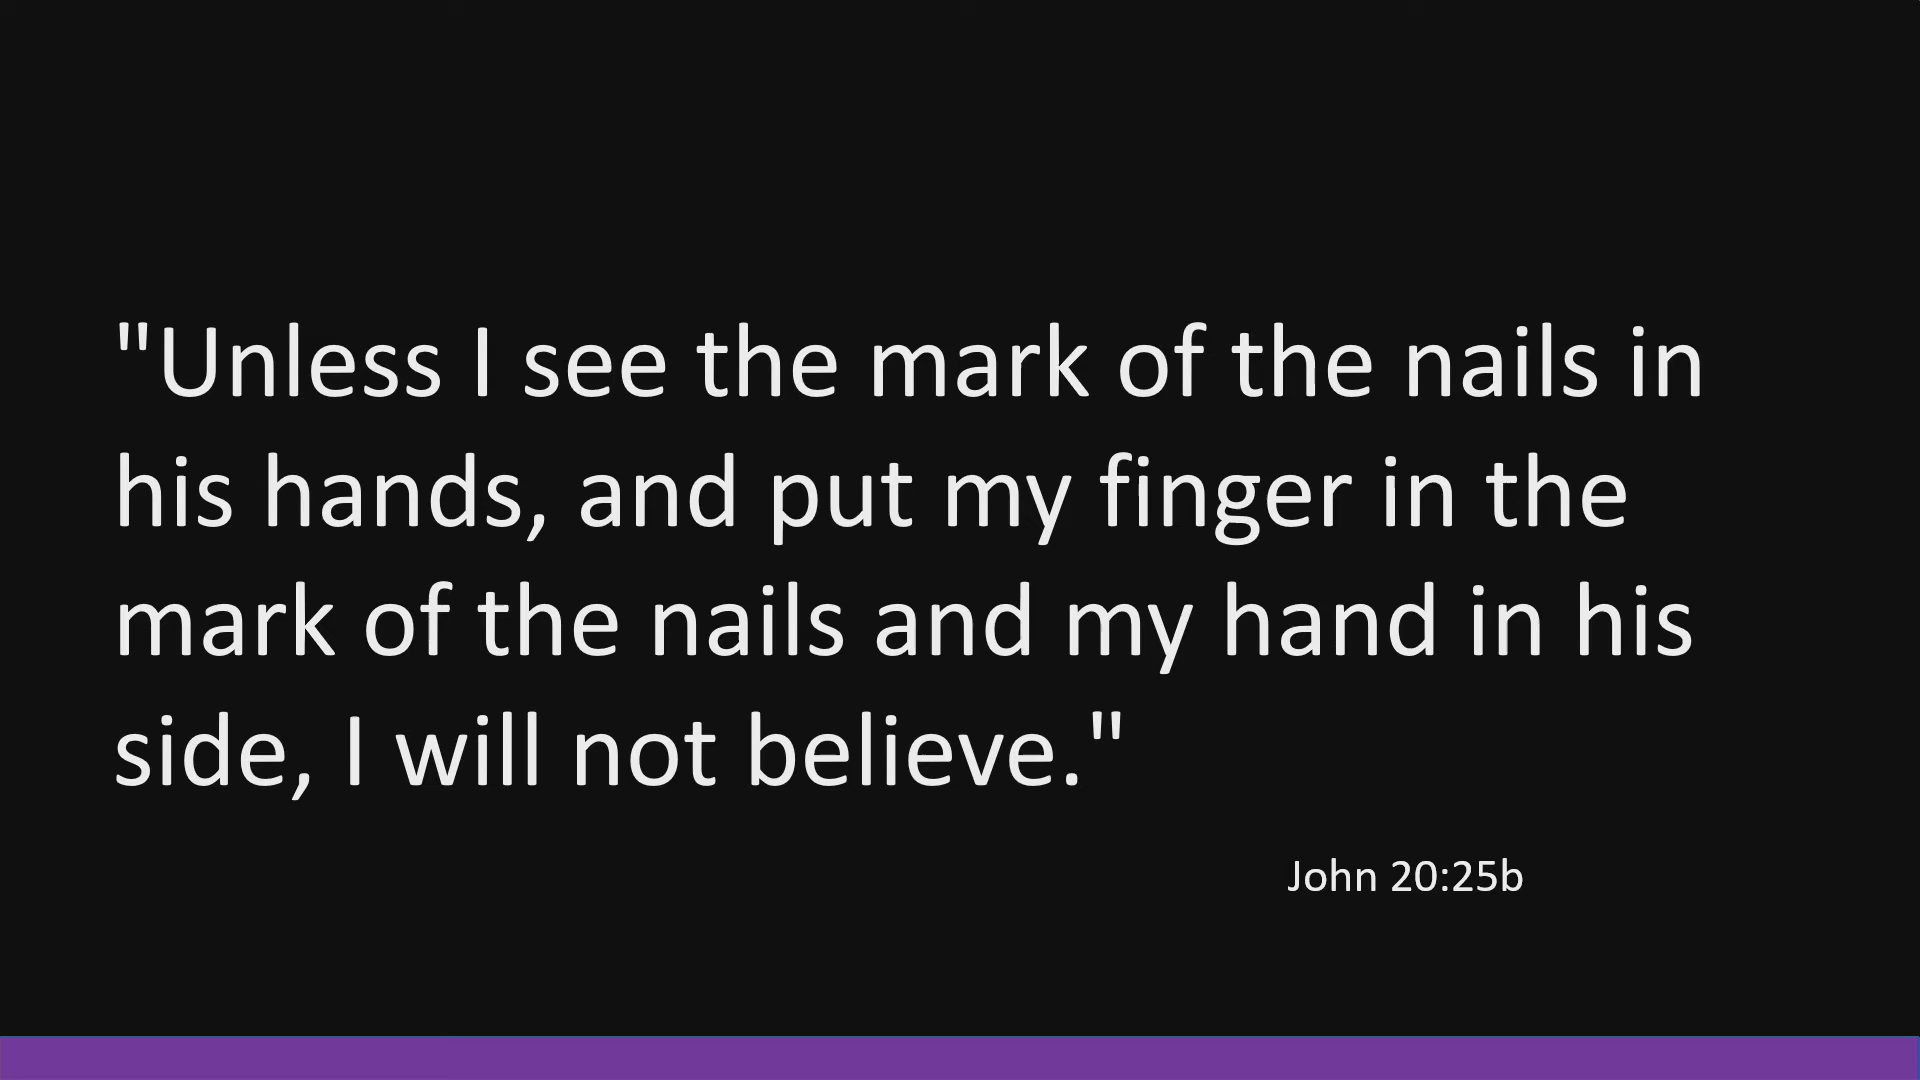 "Unless I see the mark of the nails in
his hands, and put my finger in the
mark of the nails and my hand in his
side, I will not believe."
John 20:25b